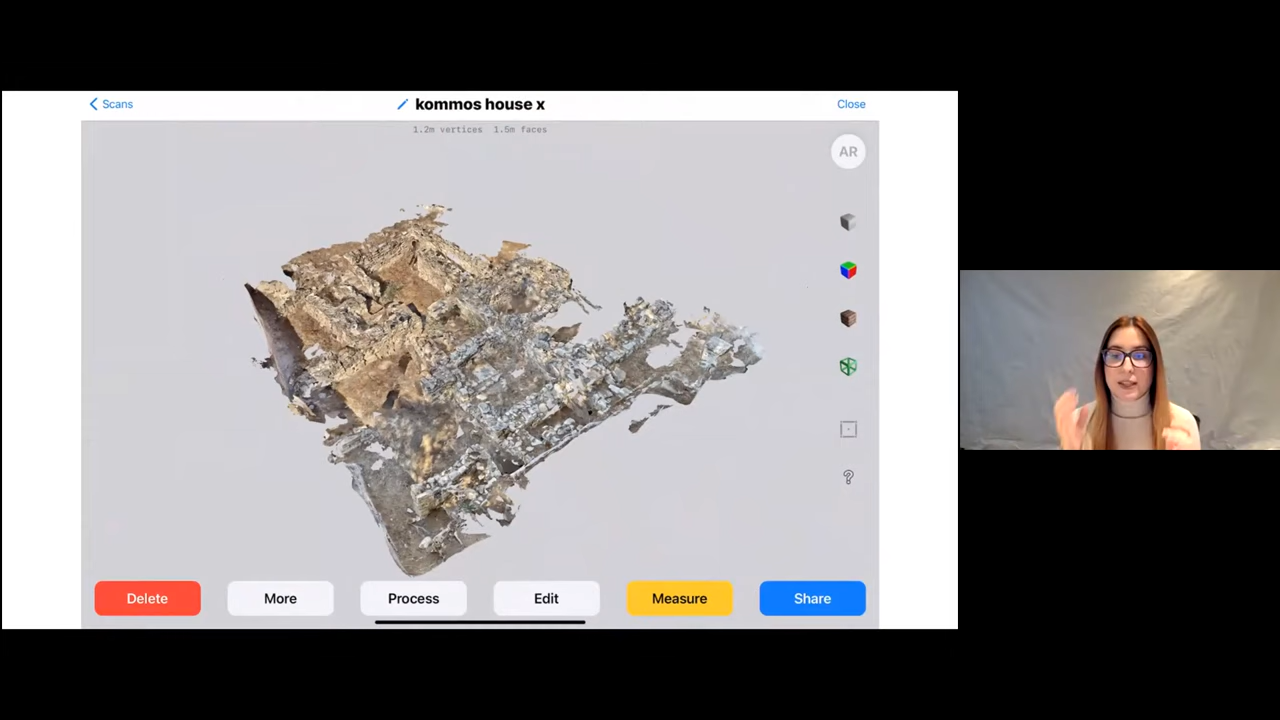 Scans
kommos house x
Close
1.2m vertices 1.5m faces
AR
?
Delete
More
Process
Edit
Measure
Share